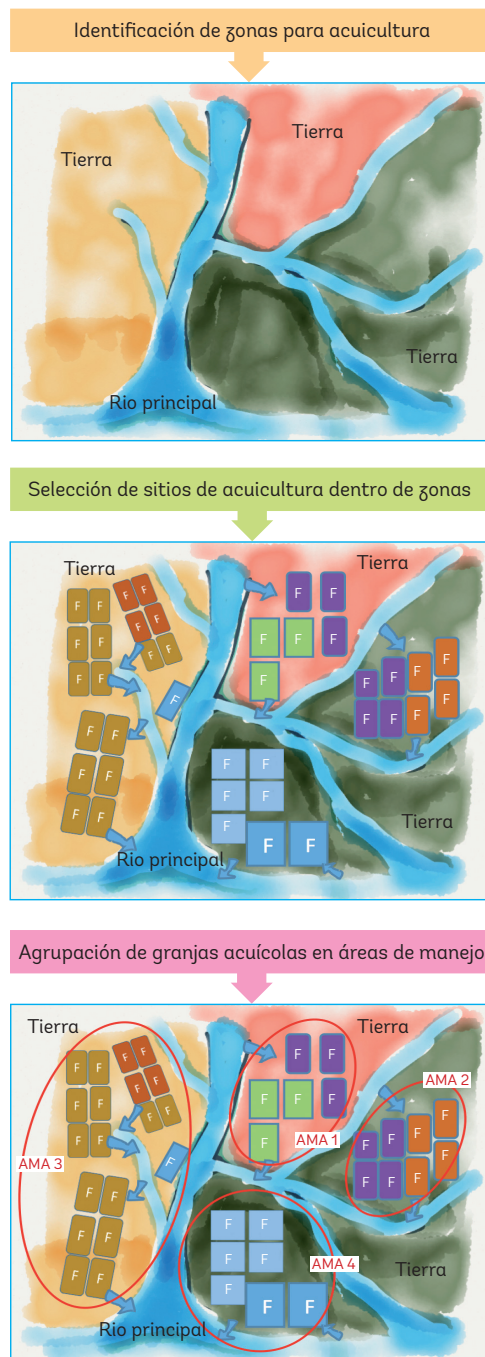 Identificación de zonas para acuicultura
Tierra
Tierra
Tierra
Rio principal
Selección de sitios de acuicultura dentro de zonas
Tierra
Tierra
F F
F F
F F
F F
F F
F F
F
F F
F F
F F
F F
F F F
F
F F F F
F F F F
F F
F F
F
F F
Tierra
Rio principal
Agrupación de granjas acuícolas en áreas de manejo
Tierra
Tierra
F F
F F
F F
F F
F F
F F
F
AMA 3
F F
F F
F F
F F
F F F
F
AMA 1
AMA 2
F F F F
F F F F
F F
F F
F
F F
AMA 4
Tierra
Rio principal